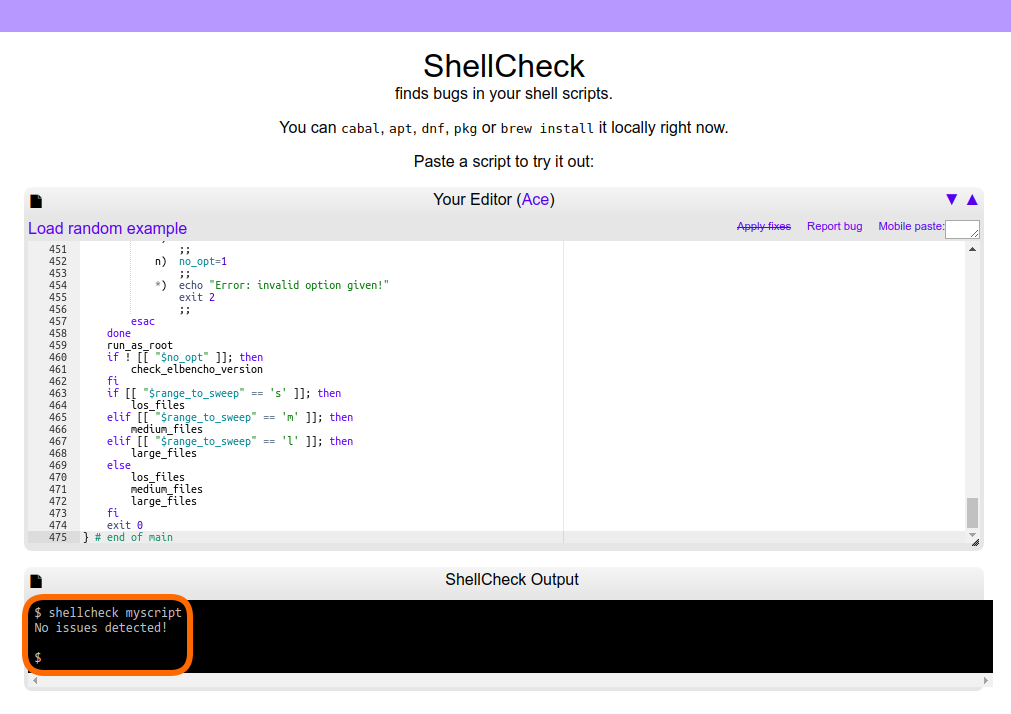 ShellCheck
finds bugs in your shell scripts.
You can cabal, apt, dnf, pkg or brew install it locally right now.
Paste a script to try it out:
Your Editor (Ace) ▼ ▲
Load random example Apply fixes Report bug Mobile paste:
451 ;;
452 n) no_opt=1
453 ;;
454 *) echo "Error: invalid option given!"
455 exit 2
456 ;;
457 esac
458 done
459 run_as_root
460 if ! [[ "$no_opt" ]]; then
461 check_elbencho_version
462 fi
463 if [[ "$range_to_sweep" == 's' ]]; then
464 los_files
465 elif [[ "$range_to_sweep" == 'm' ]]; then
466 medium_files
467 elif [[ "$range_to_sweep" == 'l' ]]; then
468 large_files
469 else
470 los_files
471 medium_files
472 large_files
473 fi
474 exit 0
475 } # end of main
ShellCheck Output
$ shellcheck myscript
No issues detected!
$